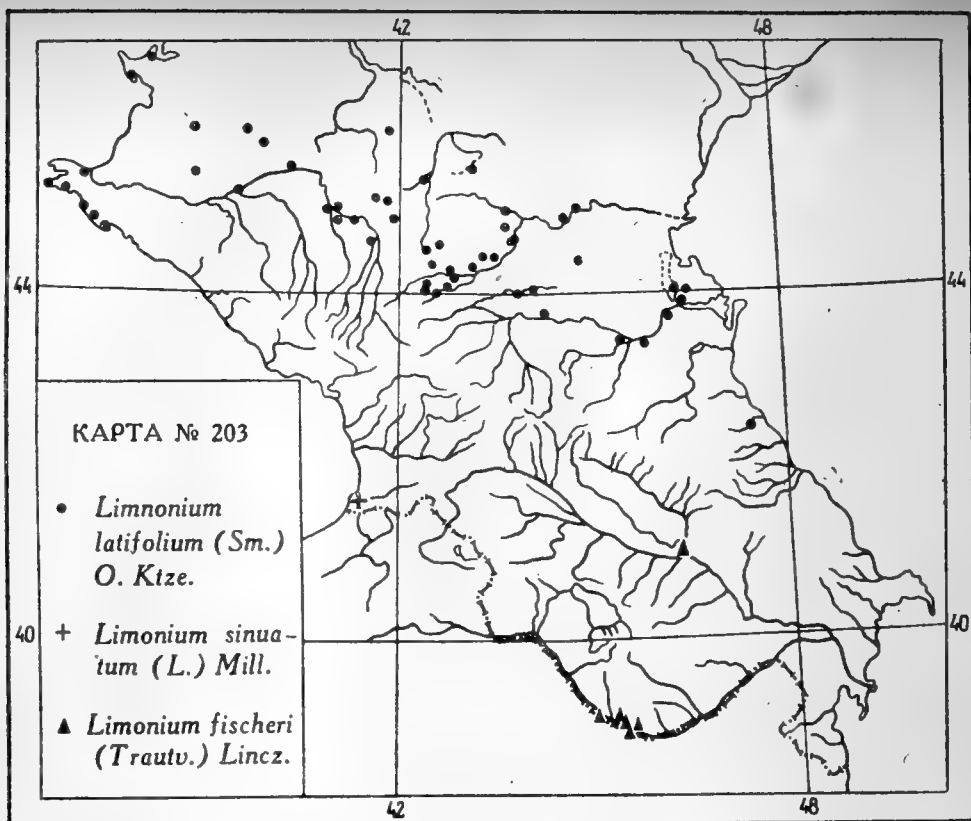 42 48
44 44
КАРТА № 203
Limnonium
latifolium (Sm.)
O. Ktze.
Limonium sinua-
tum (L.) Mill.
40 40
Limonium fischeri
(Trautv.) Lincz.
42 48